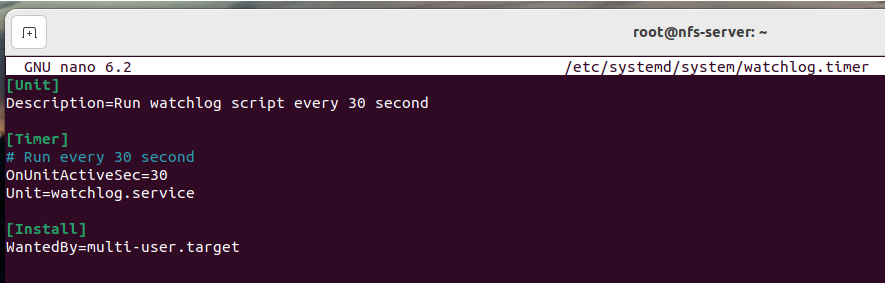 root@nfs-server: ~
GNU nano 6.2 /etc/systemd/system/watchlog.timer
[Unit]
Description=Run watchlog script every 30 second
[Timer]
# Run every 30 second
OnUnitActiveSec=30
Unit=watchlog.service
[Install]
WantedBy=multi-user.target